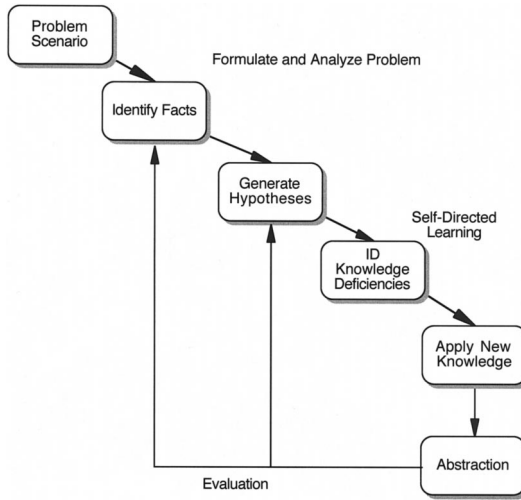 Problem
Scenario
Formulate and Analyze Problem
Identify Facts
Generate
Hypotheses
Self-Directed
Learning
ID
Knowledge
Deficiencies
Apply New
Knowledge
Abstraction
Evaluation